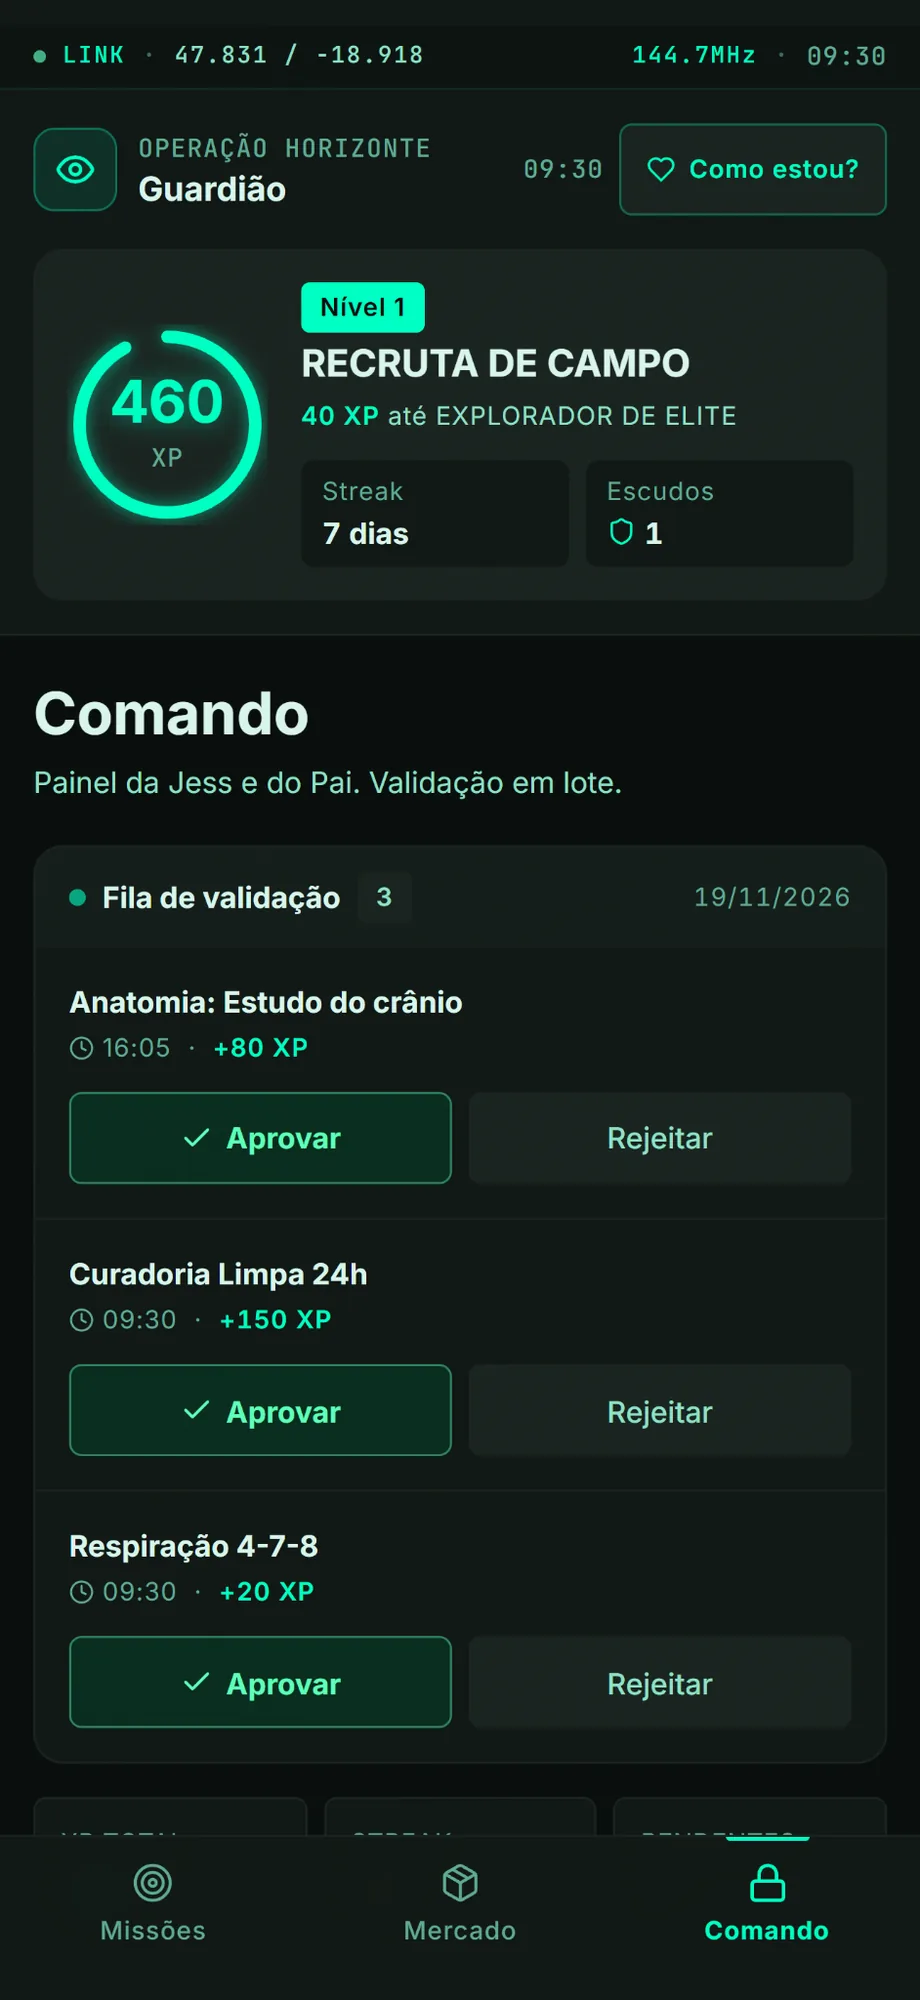 LINK · 47.831 / -18.918
144.7MHz · 09:30
OPERAÇÃO HORIZONTE
Guardião
09:30
Como estou?
460
XP
Nível 1
RECRUTA DE CAMPO
40 XP até EXPLORADOR DE ELITE
Streak
7 dias
Escudos
1
Comando
Painel da Jess e do Pai. Validação em lote.
Fila de validação 3
19/11/2026
Anatomia: Estudo do crânio
16:05 · +80 XP
Aprovar
Rejeitar
Curadoria Limpa 24h
09:30 · +150 XP
Aprovar
Rejeitar
Respiração 4-7-8
09:30 · +20 XP
Aprovar
Rejeitar
Missões
Mercado
Comando